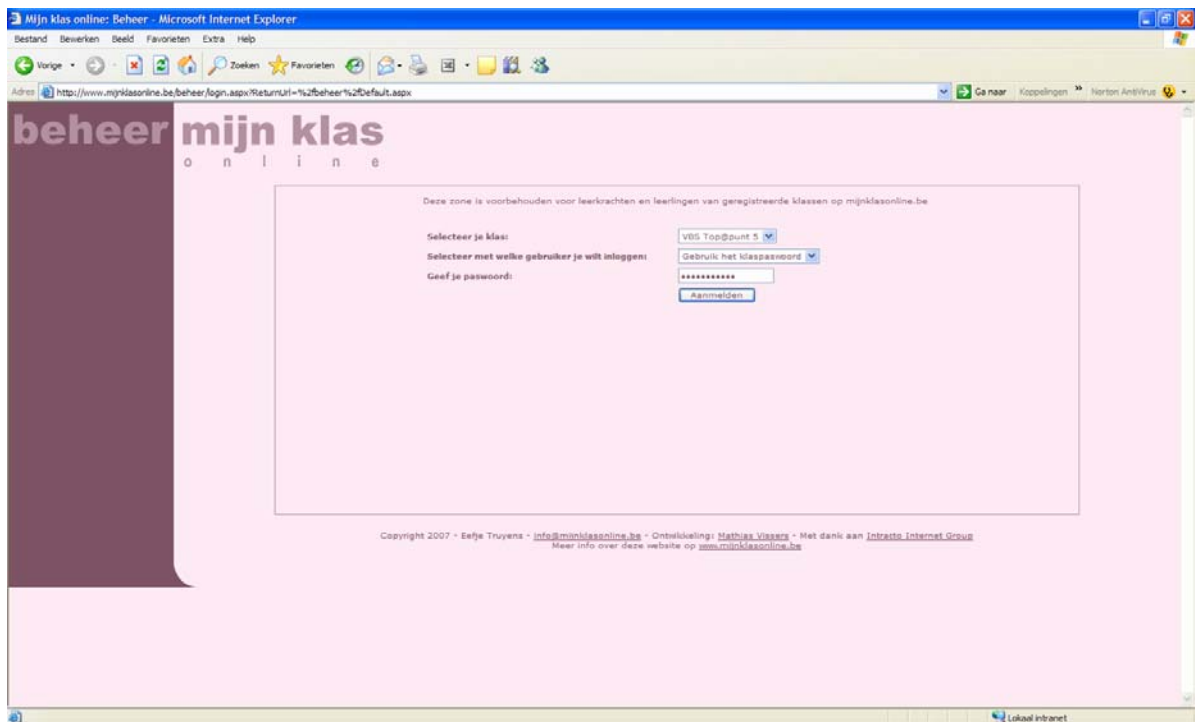 Mijn klas online: Beheer - Microsoft Internet Explorer
Bestand Bewerken Beeld Favorieten Extra Help
Vorige Zoeken Favorieten
Adres http://www.mijnklasonline.be/beheer/login.aspx?ReturnUrl=%2fbeheer%2fDefault.aspx Ga naar Koppelingen » Norton AntiVirus
beheer mijn klas
online
Deze zone is voorbehouden voor leerkrachten en leerlingen van geregistreerde klassen op mijnklasonline.be
Selecteer je klas: VBS Top@punt 5
Selecteer met welke gebruiker je wilt inloggen: Gebruik het klaspaswoord
Geef je paswoord: •••••••••••
Aanmelden
Copyright 2007 - Eefje Truyens - info@mijnklasonline.be - Ontwikkeling: Mathias Vissers - Met dank aan Intracto Internet Group
Meer info over deze website op www.mijnklasonline.be
Lokaal intranet